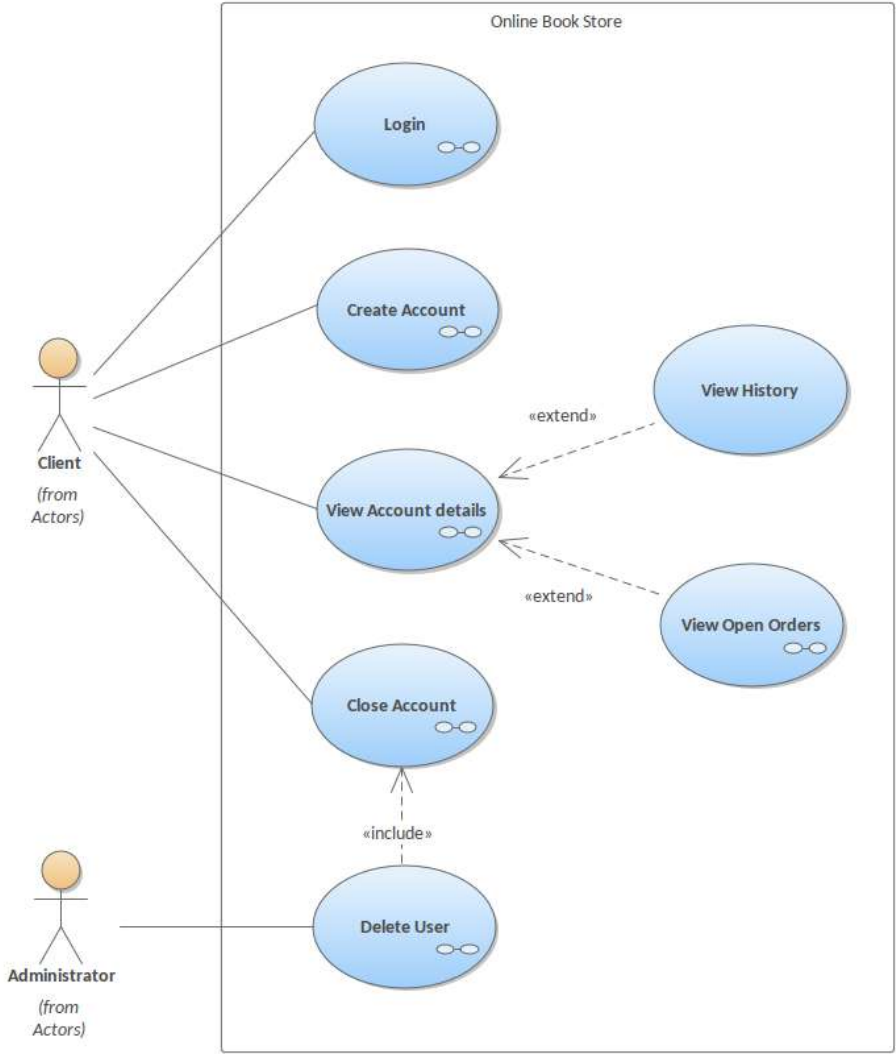 Online Book Store
Login
Create Account
View History
«extend»
Client
(from
Actors)
View Account details
«extend»
View Open Orders
Close Account
«include»
Delete User
Administrator
(from
Actors)